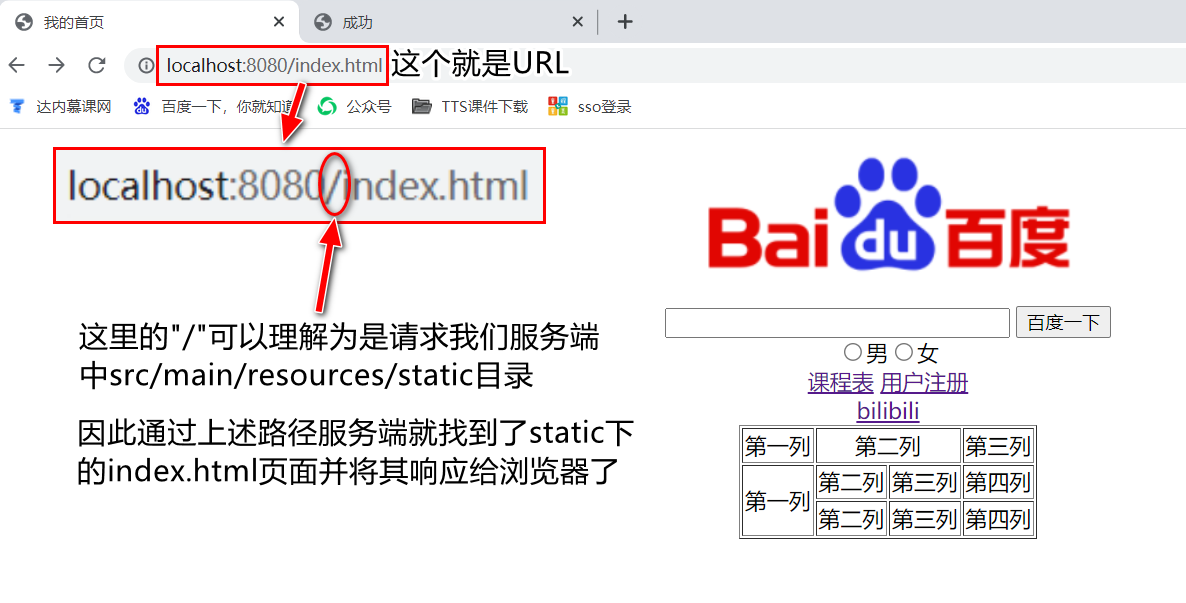 我的首页
成功
localhost:8080/index.html
这个就是URL
达内慕课网
百度一下，你就知道
公众号
TTS课件下载
sso登录
localhost:8080/index.html
这里的"/"可以理解为是请求我们服务端
中src/main/resources/static目录
因此通过上述路径服务端就找到了static下
的index.html页面并将其响应给浏览器了
Baidu百度
百度一下
男 女
课程表 用户注册
bilibili
第一列 第二列 第三列
第一列 第二列 第三列 第四列
第二列 第三列 第四列